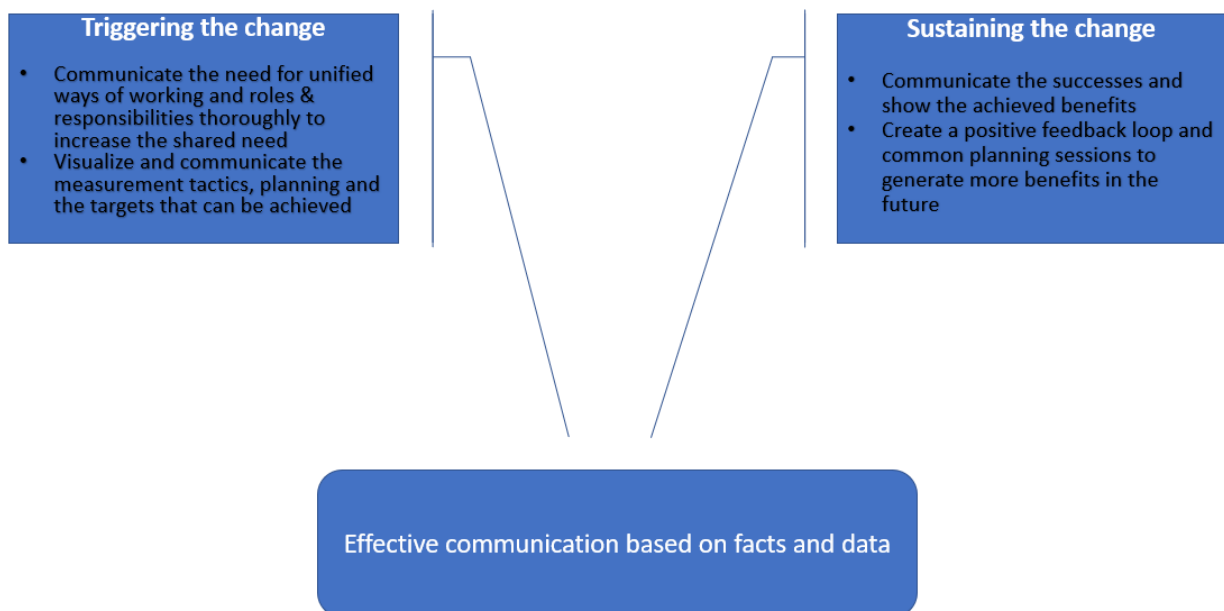 Triggering the change
• Communicate the need for unified
ways of working and roles &
responsibilities thoroughly to
increase the shared need
• Visualize and communicate the
measurement tactics, planning and
the targets that can be achieved
Sustaining the change
• Communicate the successes and
show the achieved benefits
• Create a positive feedback loop and
common planning sessions to
generate more benefits in the
future
Effective communication based on facts and data